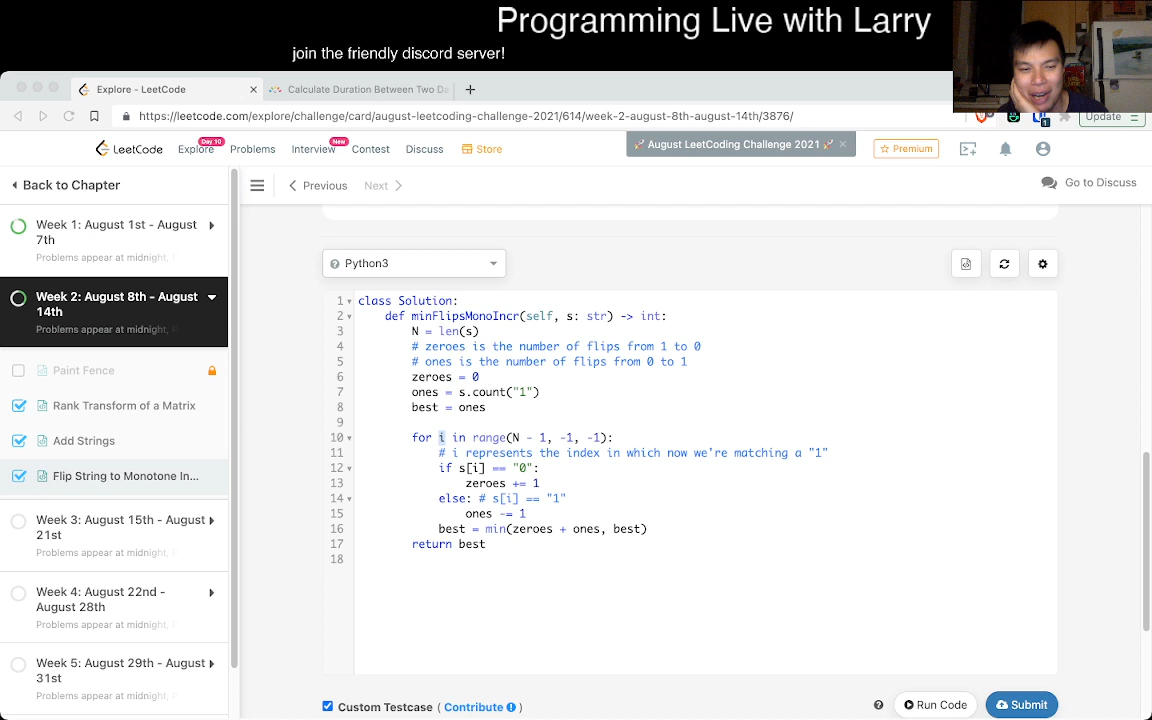 Programming Live with Larry
join the friendly discord server!
Explore - LeetCode
Calculate Duration Between Two Da
https://leetcode.com/explore/challenge/card/august-leetcoding-challenge-2021/614/week-2-august-8th-august-14th/3876/
Update
LeetCode
Explore
Day 10
Problems
Interview
New
Contest
Discuss
Store
August LeetCoding Challenge 2021
Premium
Back to Chapter
Previous
Next
Go to Discuss
Week 1: August 1st - August
7th
Problems appear at midnight,
Week 2: August 8th - August
14th
Problems appear at midnight,
Paint Fence
Rank Transform of a Matrix
Add Strings
Flip String to Monotone In...
Week 3: August 15th - August
21st
Problems appear at midnight,
Week 4: August 22nd -
August 28th
Problems appear at midnight,
Week 5: August 29th - August
31st
Problems appear at midnight,
Python3
1 class Solution:
2 def minFlipsMonoIncr(self, s: str) -> int:
3 N = len(s)
4 # zeroes is the number of flips from 1 to 0
5 # ones is the number of flips from 0 to 1
6 zeroes = 0
7 ones = s.count("1")
8 best = ones
9
10 for i in range(N - 1, -1, -1):
11 # i represents the index in which now we're matching a "1"
12 if s[i] == "0":
13 zeroes += 1
14 else: # s[i] == "1"
15 ones -= 1
16 best = min(zeroes + ones, best)
17 return best
18
Custom Testcase ( Contribute )
Run Code
Submit